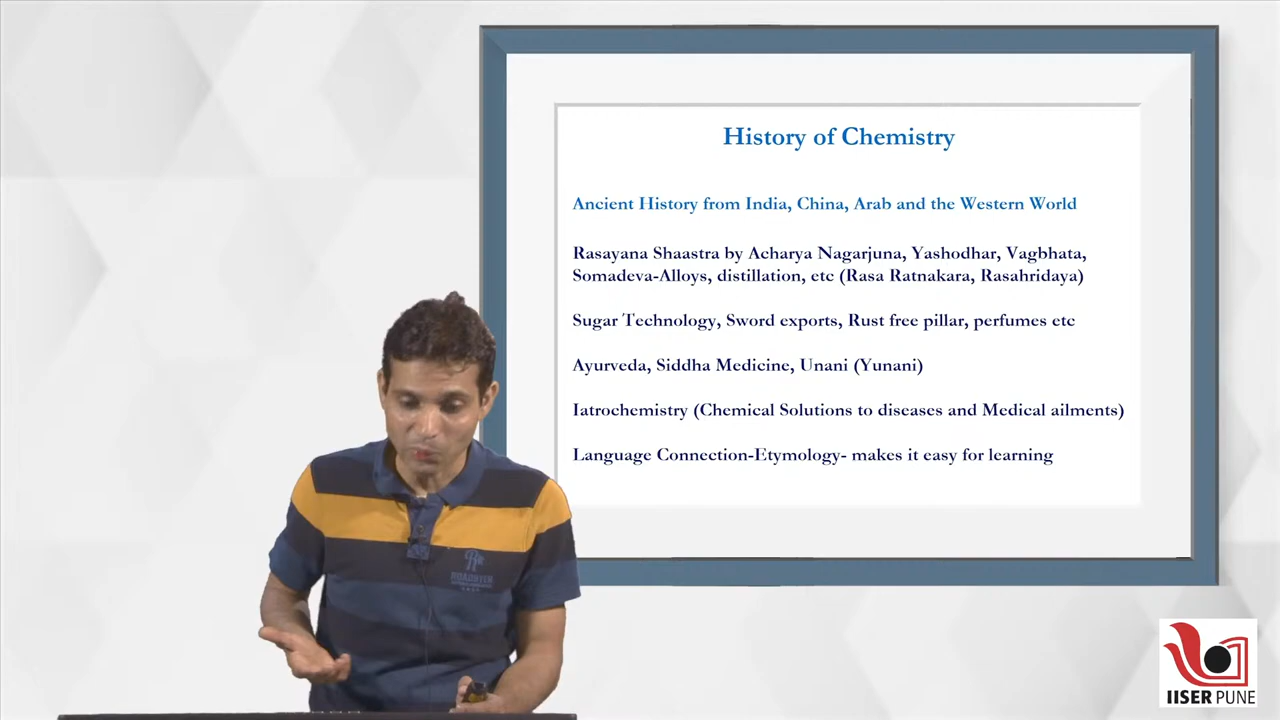 History of Chemistry
Ancient History from India, China, Arab and the Western World
Rasayana Shaastra by Acharya Nagarjuna, Yashodhar, Vagbhata,
Somadeva-Alloys, distillation, etc (Rasa Ratnakara, Rasahridaya)
Sugar Technology, Sword exports, Rust free pillar, perfumes etc
Ayurveda, Siddha Medicine, Unani (Yunani)
Iatrochemistry (Chemical Solutions to diseases and Medical ailments)
Language Connection-Etymology- makes it easy for learning
ROADSTER
IISER PUNE